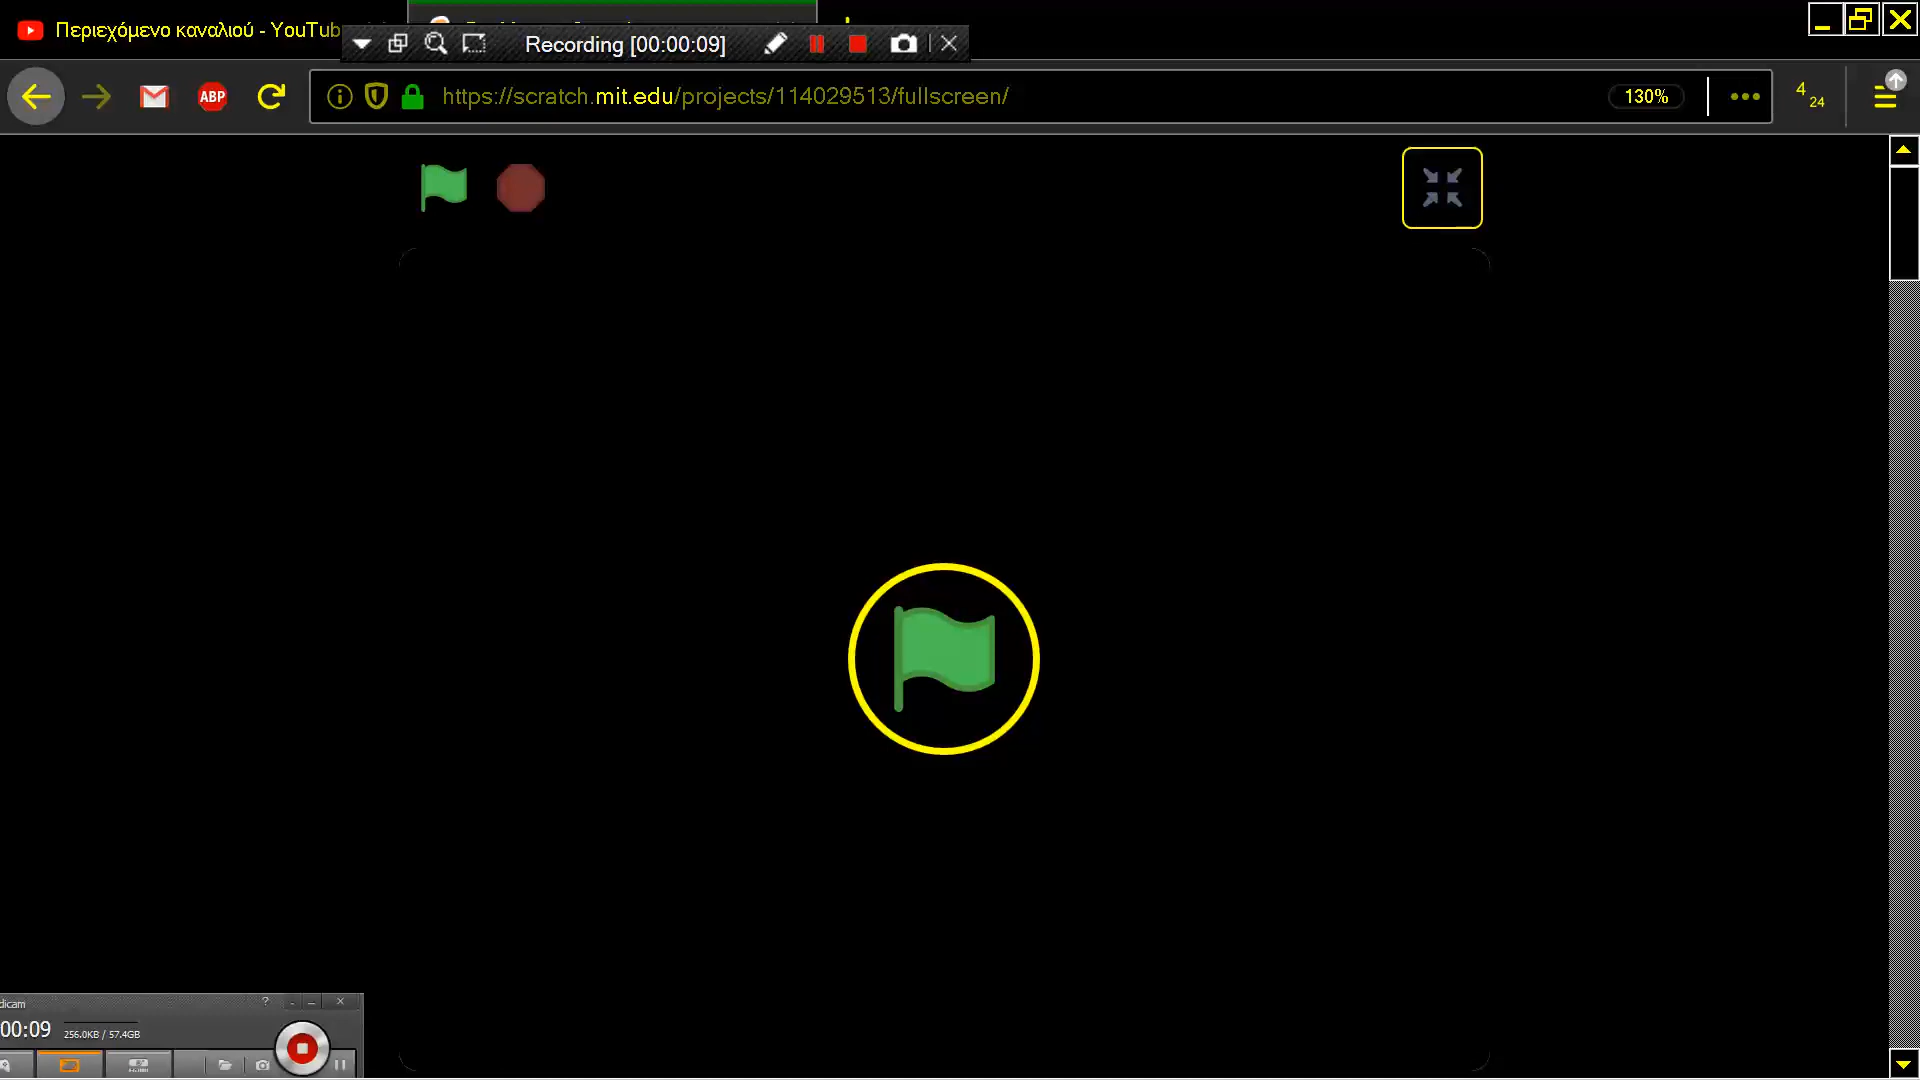 Περιεχόμενο καναλιού - YouTub
Recording [00:00:09]
ABP
https://scratch.mit.edu/projects/114029513/fullscreen/
130%
4
24
dicam
?
00:09
256.0KB / 57.4GB